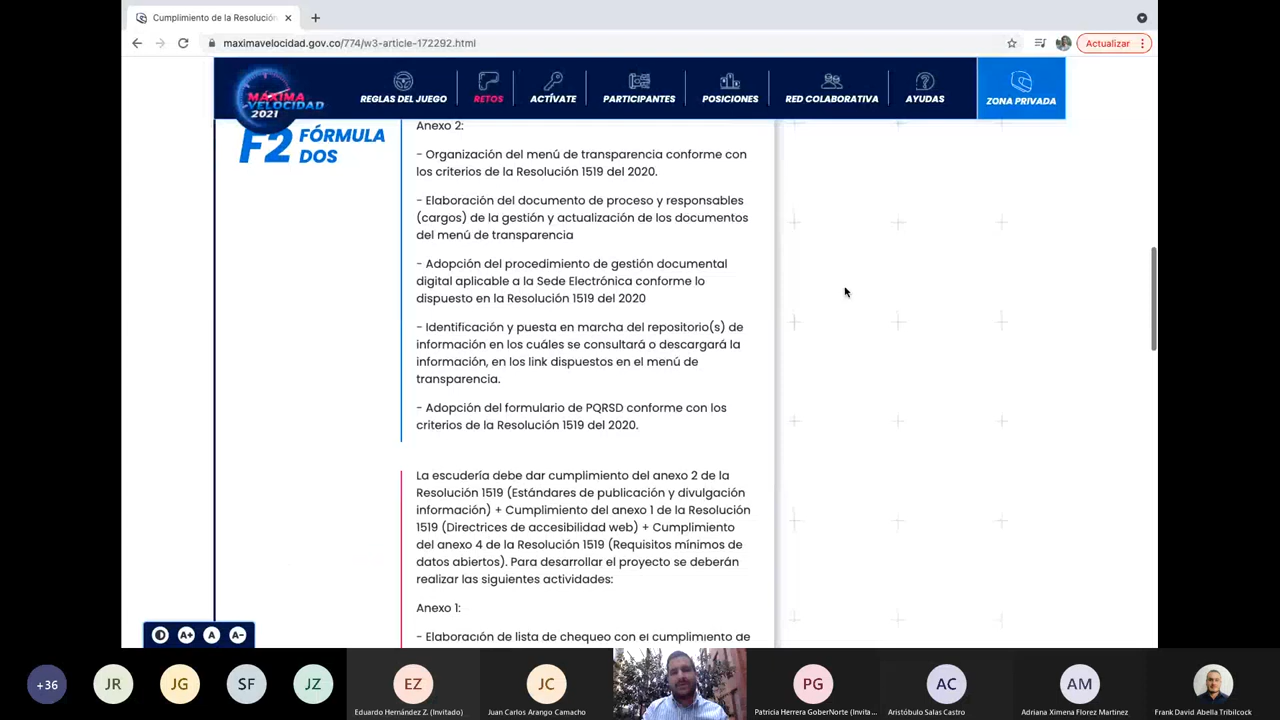 Cumplimiento de la Resolución
maximavelocidad.gov.co/774/w3-article-172292.html
Actualizar
MÁXIMA
VELOCIDAD
2021
REGLAS DEL JUEGO
RETOS
ACTÍVATE
PARTICIPANTES
POSICIONES
RED COLABORATIVA
AYUDAS
ZONA PRIVADA
F2 FÓRMULA
DOS
Anexo 2:
- Organización del menú de transparencia conforme con
los criterios de la Resolución 1519 del 2020.
- Elaboración del documento de proceso y responsables
(cargos) de la gestión y actualización de los documentos
del menú de transparencia
- Adopción del procedimiento de gestión documental
digital aplicable a la Sede Electrónica conforme lo
dispuesto en la Resolución 1519 del 2020
- Identificación y puesta en marcha del repositorio(s) de
información en los cuáles se consultará o descargará la
información, en los link dispuestos en el menú de
transparencia.
- Adopción del formulario de PQRSD conforme con los
criterios de la Resolución 1519 del 2020.
La escudería debe dar cumplimiento del anexo 2 de la
Resolución 1519 (Estándares de publicación y divulgación
información) + Cumplimiento del anexo 1 de la Resolución
1519 (Directrices de accesibilidad web) + Cumplimiento
del anexo 4 de la Resolución 1519 (Requisitos mínimos de
datos abiertos). Para desarrollar el proyecto se deberán
realizar las siguientes actividades:
Anexo 1:
- Elaboración de lista de chequeo con el cumplimiento de
A+ A A-
+36 JR JG SF JZ EZ JC PG AC AM
Eduardo Hernández Z. (Invitado)
Juan Carlos Arango Camacho
Patricia Herrera GoberNorte (Invita...
Aristóbulo Salas Castro
Adriana Ximena Florez Martinez
Frank David Abella Tribilcock